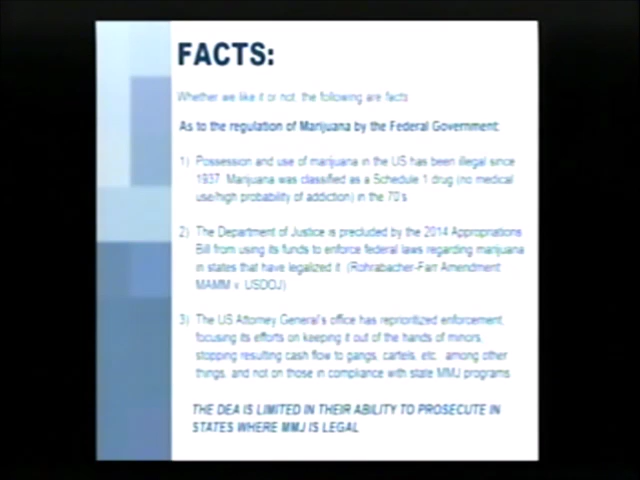 FACTS:
Whether we like it or not, the following are facts
As to the regulation of Marijuana by the Federal Government:
1) Possession and use of marijuana in the US has been illegal since
1937. Marijuana was classified as a Schedule 1 drug (no medical
use/high probability of addiction) in the 70's
2) The Department of Justice is precluded by the 2014 Appropriations
Bill from using its funds to enforce federal laws regarding marijuana
in states that have legalized it. (Rohrabacher-Farr Amendment
MAMM v. USDOJ)
3) The US Attorney General's office has reprioritized enforcement,
focusing its efforts on keeping it out of the hands of minors,
stopping resulting cash flow to gangs, cartels, etc. among other
things, and not on those in compliance with state MMJ programs
THE DEA IS LIMITED IN THEIR ABILITY TO PROSECUTE IN
STATES WHERE MMJ IS LEGAL